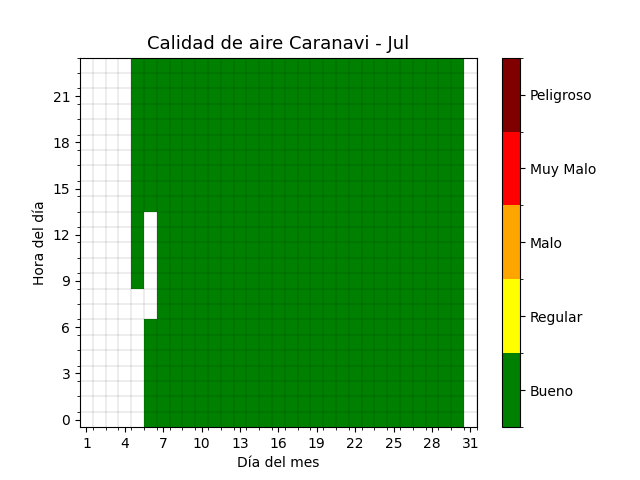 Calidad de aire Caranavi - Jul
Hora del día
21
18
15
12
9
6
3
0
1 4 7 10 13 16 19 22 25 28 31
Día del mes
Peligroso
Muy Malo
Malo
Regular
Bueno